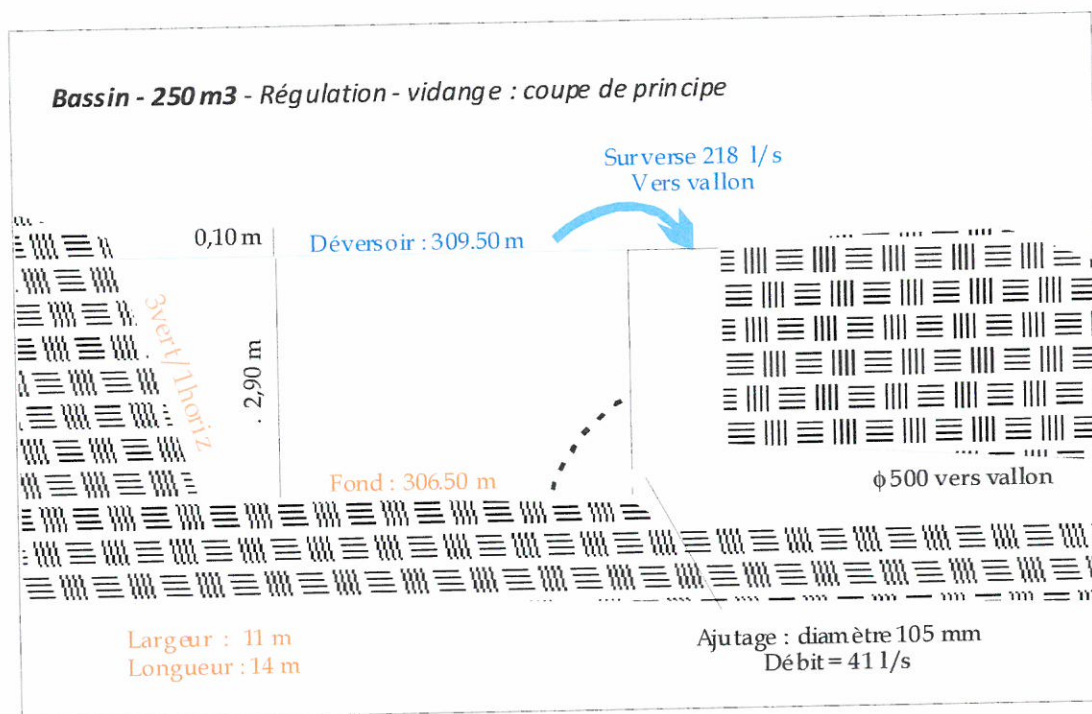 Bassin - 250 m3 - Régulation - vidange : coupe de principe
Surverse 218 l/s
Vers vallon
0,10 m
Déversoir : 309.50 m
3vert/1horiz
2,90 m
Fond : 306.50 m
ϕ500 vers vallon
Largeur : 11 m
Longueur : 14 m
Ajutage : diamètre 105 mm
Débit = 41 l/s